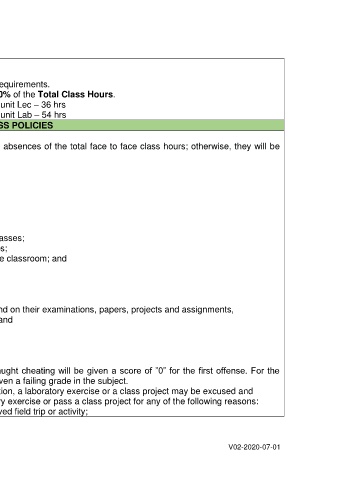 equirements.
0% of the Total Class Hours.
unit Lec – 36 hrs
unit Lab – 54 hrs
SS POLICIES
absences of the total face to face class hours; otherwise, they will be
asses;
s;
e classroom; and
nd on their examinations, papers, projects and assignments,
and
aught cheating will be given a score of "0" for the first offense. For the
ven a failing grade in the subject.
tion, a laboratory exercise or a class project may be excused and
ry exercise or pass a class project for any of the following reasons:
ved field trip or activity;
V02-2020-07-01